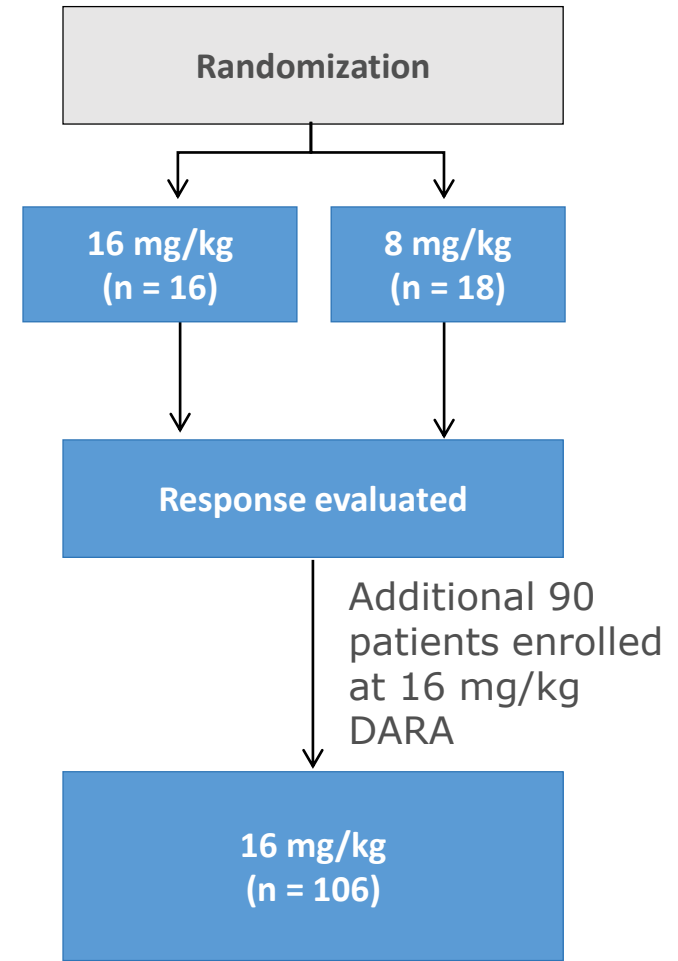 Randomization
16 mg/kg
(n = 16)
8 mg/kg
(n = 18)
Response evaluated
Additional 90
patients enrolled
at 16 mg/kg
DARA
16 mg/kg
(n = 106)